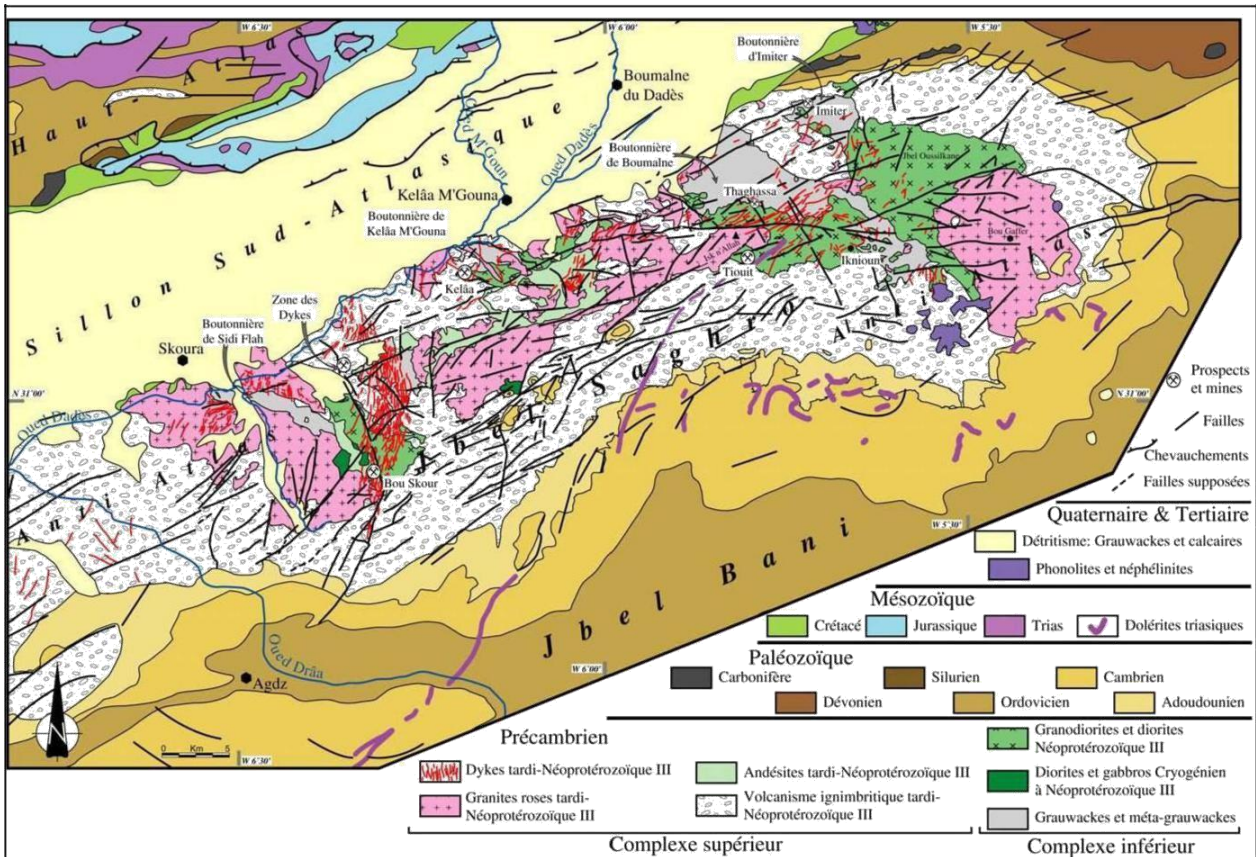 W 6°30'
W 6°00'
W 5°30'
Haut-Atlas
Boutonnière
d'Imiter
Boumalne
du Dadès
Imiter
Oued M'Goun
Oued Dadès
Boutonnière
de Boumalne
Jbel Oussilkane
Sillon Sud-Atlasique
Kelâa M'Gouna
Thaghassa
Boutonnière de
Kelâa M'Gouna
Isk n'Allah
Bou Gaffer
Tiouit
Iknioun
Kelâa
Zone des
Dykes
Boutonnière
de Sidi Flah
Skoura
Anti-Atlas
Jbel Saghro
N 31°00'
N 31°00'
Oued Dadès
Anti Atlas
Bou Skour
W 5°30'
Jbel Bani
Oued Drâa
W 6°00'
Agdz
N
0 Km 5
W 6°30'
Prospects
et mines
Failles
Chevauchements
Failles supposées
Quaternaire & Tertiaire
Détritisme: Grauwackes et calcaires
Phonolites et néphélinites
Mésozoïque
Crétacé Jurassique Trias Dolérites triasiques
Paléozoïque
Carbonifère Silurien Cambrien
Dévonien Ordovicien Adoudounien
Précambrien
Dykes tardi-Néoprotérozoïque III
Granites roses tardi-
Néoprotérozoïque III
Andésites tardi-Néoprotérozoïque III
Volcanisme ignimbritique tardi-
Néoprotérozoïque III
Complexe supérieur
Granodiorites et diorites
Néoprotérozoïque III
Diorites et gabbros Cryogénien
à Néoprotérozoïque III
Grauwackes et méta-grauwackes
Complexe inférieur